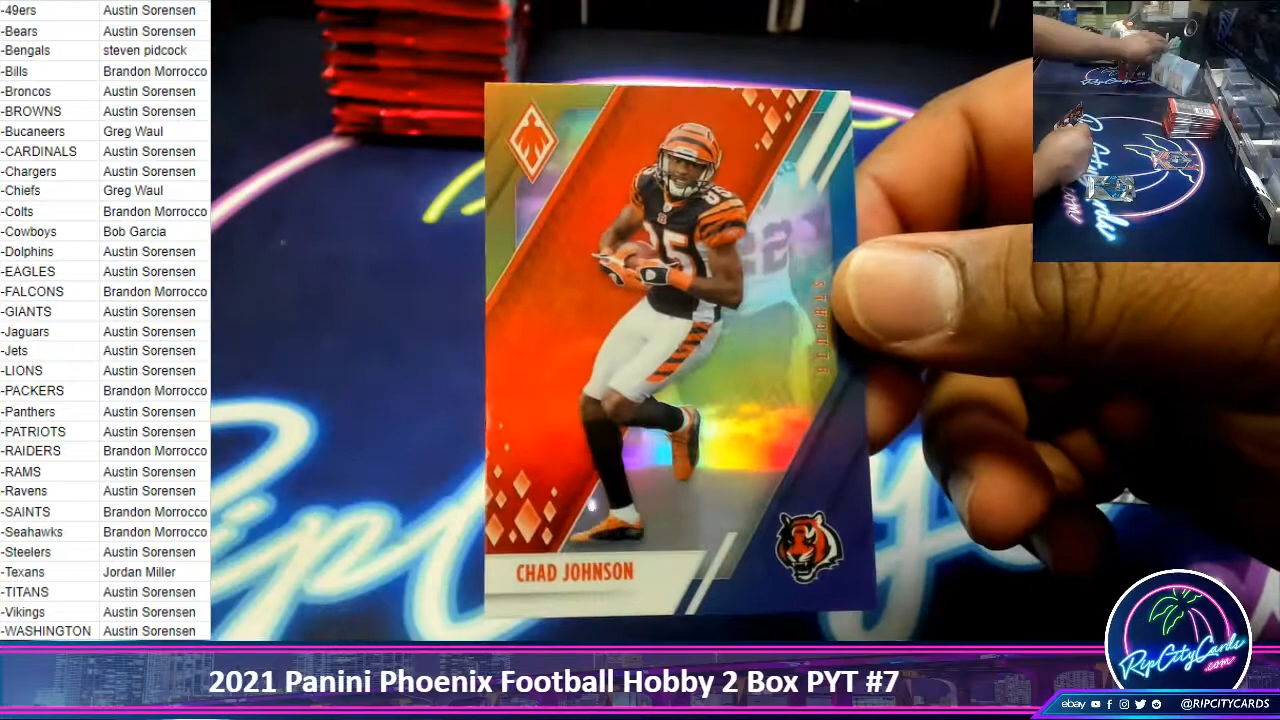 -49ers Austin Sorensen
-Bears Austin Sorensen
-Bengals steven pidcock
-Bills Brandon Morrocco
-Broncos Austin Sorensen
-BROWNS Austin Sorensen
-Bucaneers Greg Waul
-CARDINALS Austin Sorensen
-Chargers Austin Sorensen
-Chiefs Greg Waul
-Colts Brandon Morrocco
-Cowboys Bob Garcia
-Dolphins Austin Sorensen
-EAGLES Austin Sorensen
-FALCONS Brandon Morrocco
-GIANTS Austin Sorensen
-Jaguars Austin Sorensen
-Jets Austin Sorensen
-LIONS Austin Sorensen
-PACKERS Brandon Morrocco
-Panthers Austin Sorensen
-PATRIOTS Austin Sorensen
-RAIDERS Brandon Morrocco
-RAMS Austin Sorensen
-Ravens Austin Sorensen
-SAINTS Brandon Morrocco
-Seahawks Brandon Morrocco
-Steelers Austin Sorensen
-Texans Jordan Miller
-TITANS Austin Sorensen
-Vikings Austin Sorensen
-WASHINGTON Austin Sorensen
85
85
BENGALS
CHAD JOHNSON
RipCityCards
.com
2021 Panini Phoenix Football Hobby 2 Box PYT #7
ebay @RIPCITYCARDS